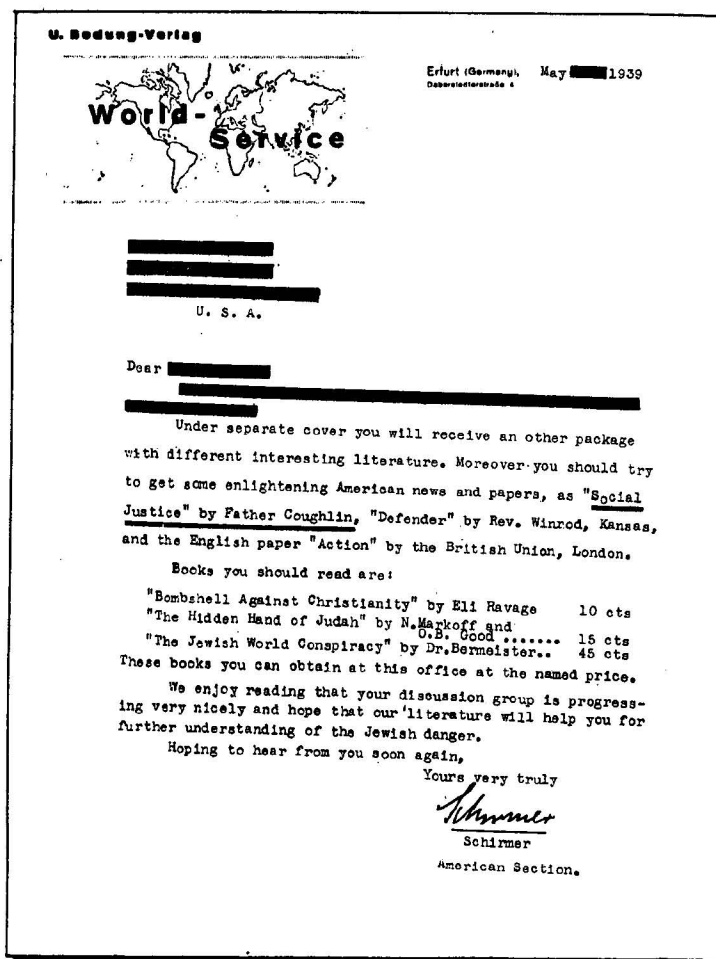 U. Bodung-Verlag
Erfurt (Germany), May 1939
Daberstedterstraße 4
World-
Service
U. S. A.
Dear
Under separate cover you will receive an other package
with different interesting literature. Moreover you should try
to get some enlightening American news and papers, as "Social
Justice" by Father Coughlin, "Defender" by Rev. Winrod, Kansas,
and the English paper "Action" by the British Union, London.
Books you should read are:
"Bombshell Against Christianity" by Eli Ravage 10 cts
"The Hidden Hand of Judah" by N.Markoff and
O.B. Good ....... 15 cts
"The Jewish World Conspiracy" by Dr.Bermeister.. 45 cts
These books you can obtain at this office at the named price.
We enjoy reading that your discussion group is progress-
ing very nicely and hope that our literature will help you for
further understanding of the Jewish danger.
Hoping to hear from you soon again,
Yours very truly
Schirmer
Schirmer
American Section.